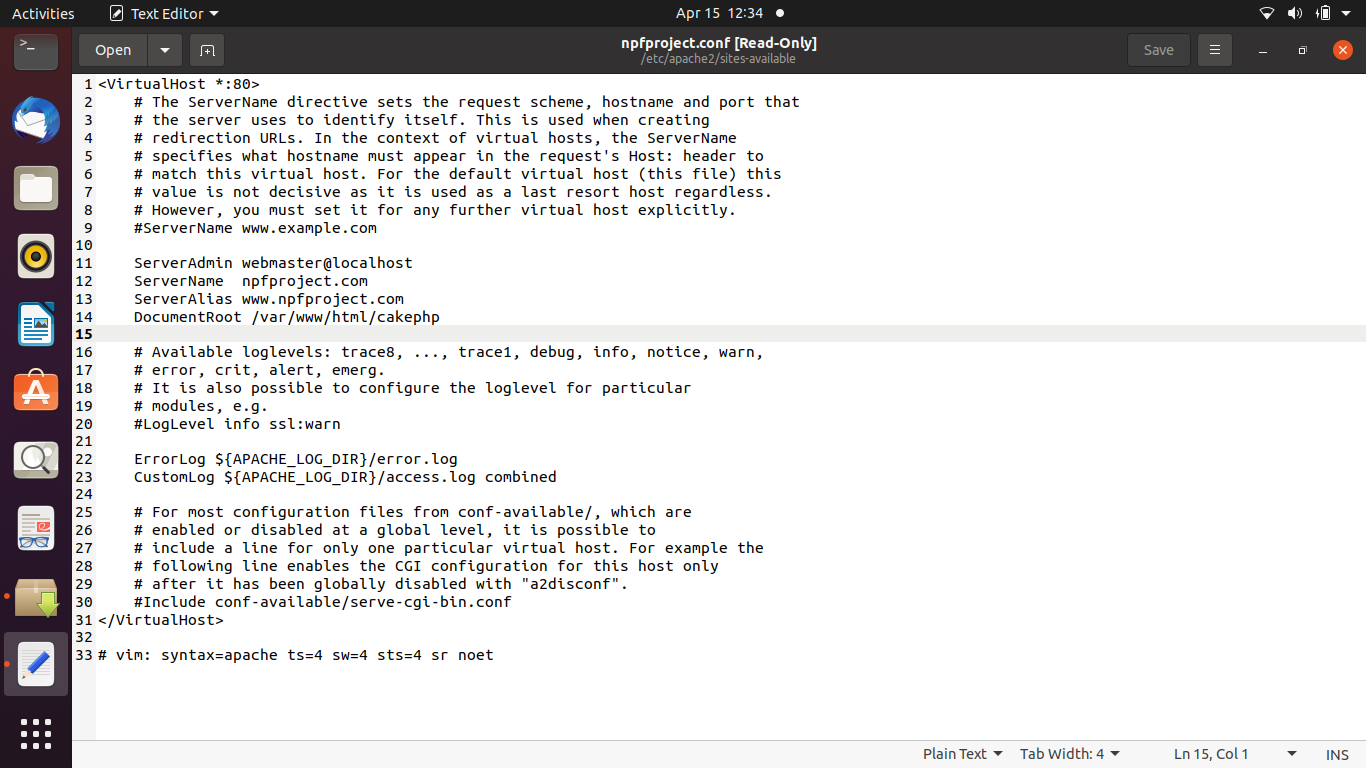 Activities Text Editor Apr 15 12:34
Open npfproject.conf [Read-Only] Save
/etc/apache2/sites-available
1 <VirtualHost *:80>
2 # The ServerName directive sets the request scheme, hostname and port that
3 # the server uses to identify itself. This is used when creating
4 # redirection URLs. In the context of virtual hosts, the ServerName
5 # specifies what hostname must appear in the request's Host: header to
6 # match this virtual host. For the default virtual host (this file) this
7 # value is not decisive as it is used as a last resort host regardless.
8 # However, you must set it for any further virtual host explicitly.
9 #ServerName www.example.com
10
11 ServerAdmin webmaster@localhost
12 ServerName  npfproject.com
13 ServerAlias www.npfproject.com
14 DocumentRoot /var/www/html/cakephp
15
16 # Available loglevels: trace8, ..., trace1, debug, info, notice, warn,
17 # error, crit, alert, emerg.
18 # It is also possible to configure the loglevel for particular
19 # modules, e.g.
20 #LogLevel info ssl:warn
21
22 ErrorLog ${APACHE_LOG_DIR}/error.log
23 CustomLog ${APACHE_LOG_DIR}/access.log combined
24
25 # For most configuration files from conf-available/, which are
26 # enabled or disabled at a global level, it is possible to
27 # include a line for only one particular virtual host. For example the
28 # following line enables the CGI configuration for this host only
29 # after it has been globally disabled with "a2disconf".
30 #Include conf-available/serve-cgi-bin.conf
31 </VirtualHost>
32
33 # vim: syntax=apache ts=4 sw=4 sts=4 sr noet
Plain Text Tab Width: 4 Ln 15, Col 1 INS